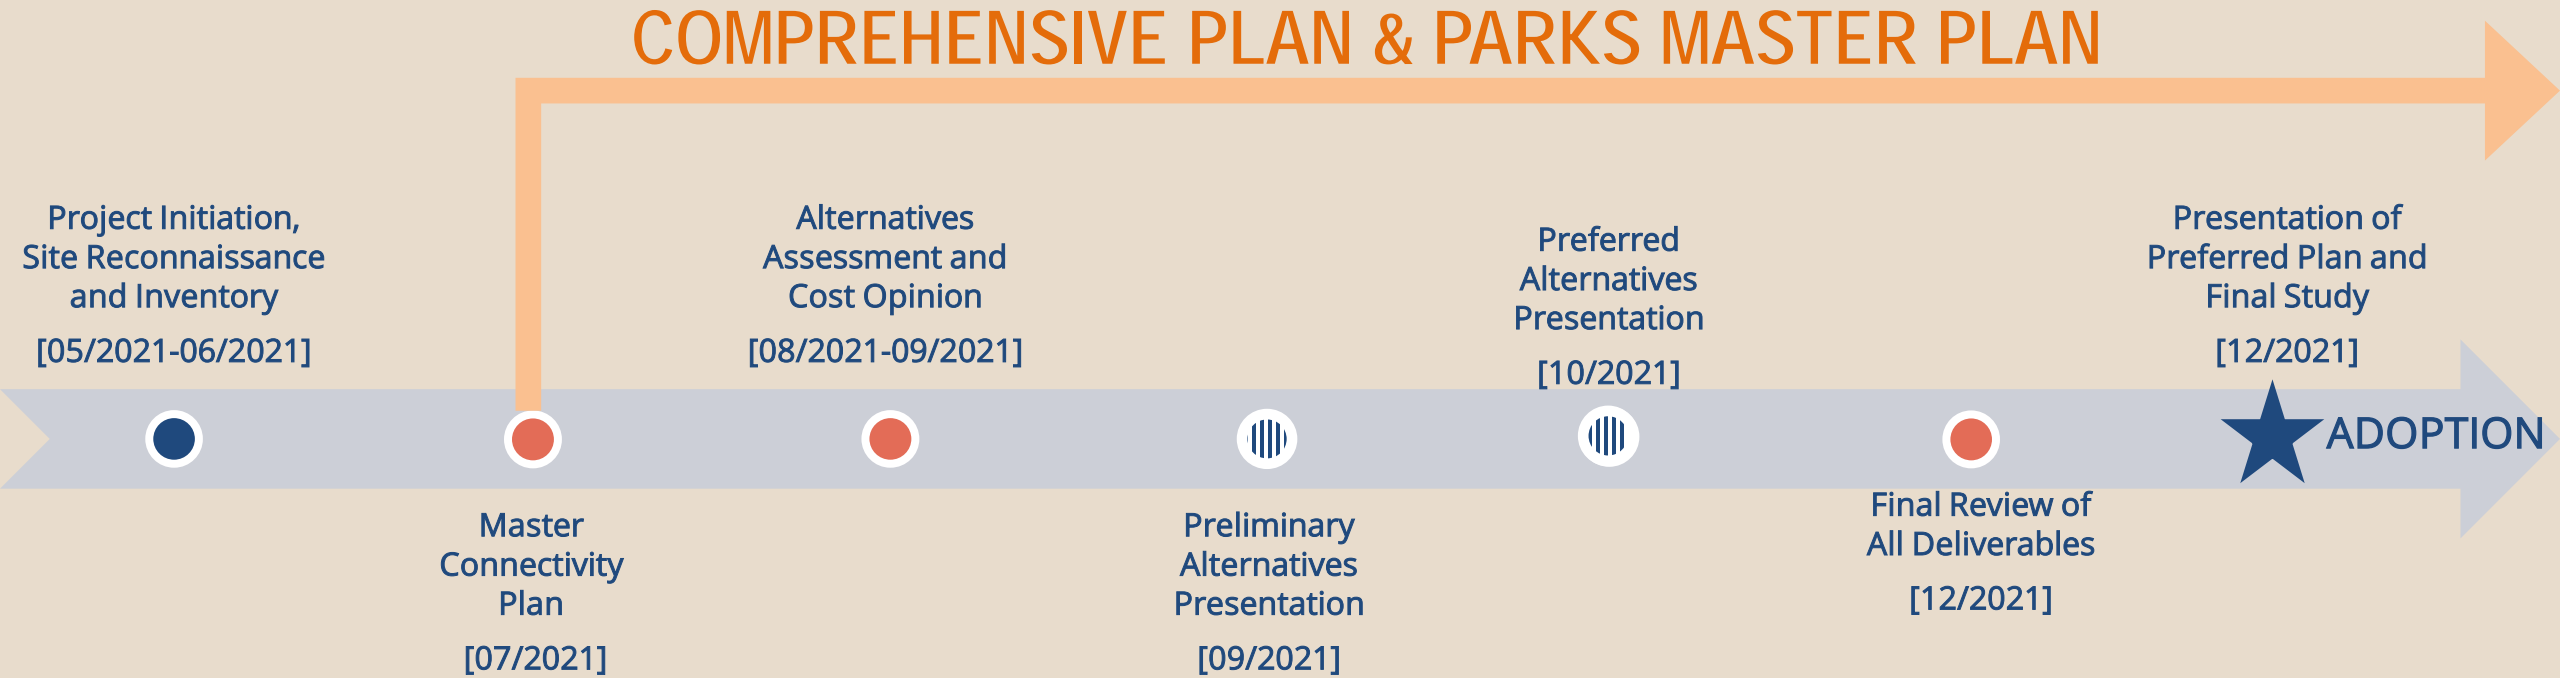 COMPREHENSIVE PLAN & PARKS MASTER PLAN
Project Initiation,
Site Reconnaissance
and Inventory
[05/2021-06/2021]
Master
Connectivity
Plan
[07/2021]
Alternatives
Assessment and
Cost Opinion
[08/2021-09/2021]
Preliminary
Alternatives
Presentation
[09/2021]
Preferred
Alternatives
Presentation
[10/2021]
Final Review of
All Deliverables
[12/2021]
Presentation of
Preferred Plan and
Final Study
[12/2021]
ADOPTION